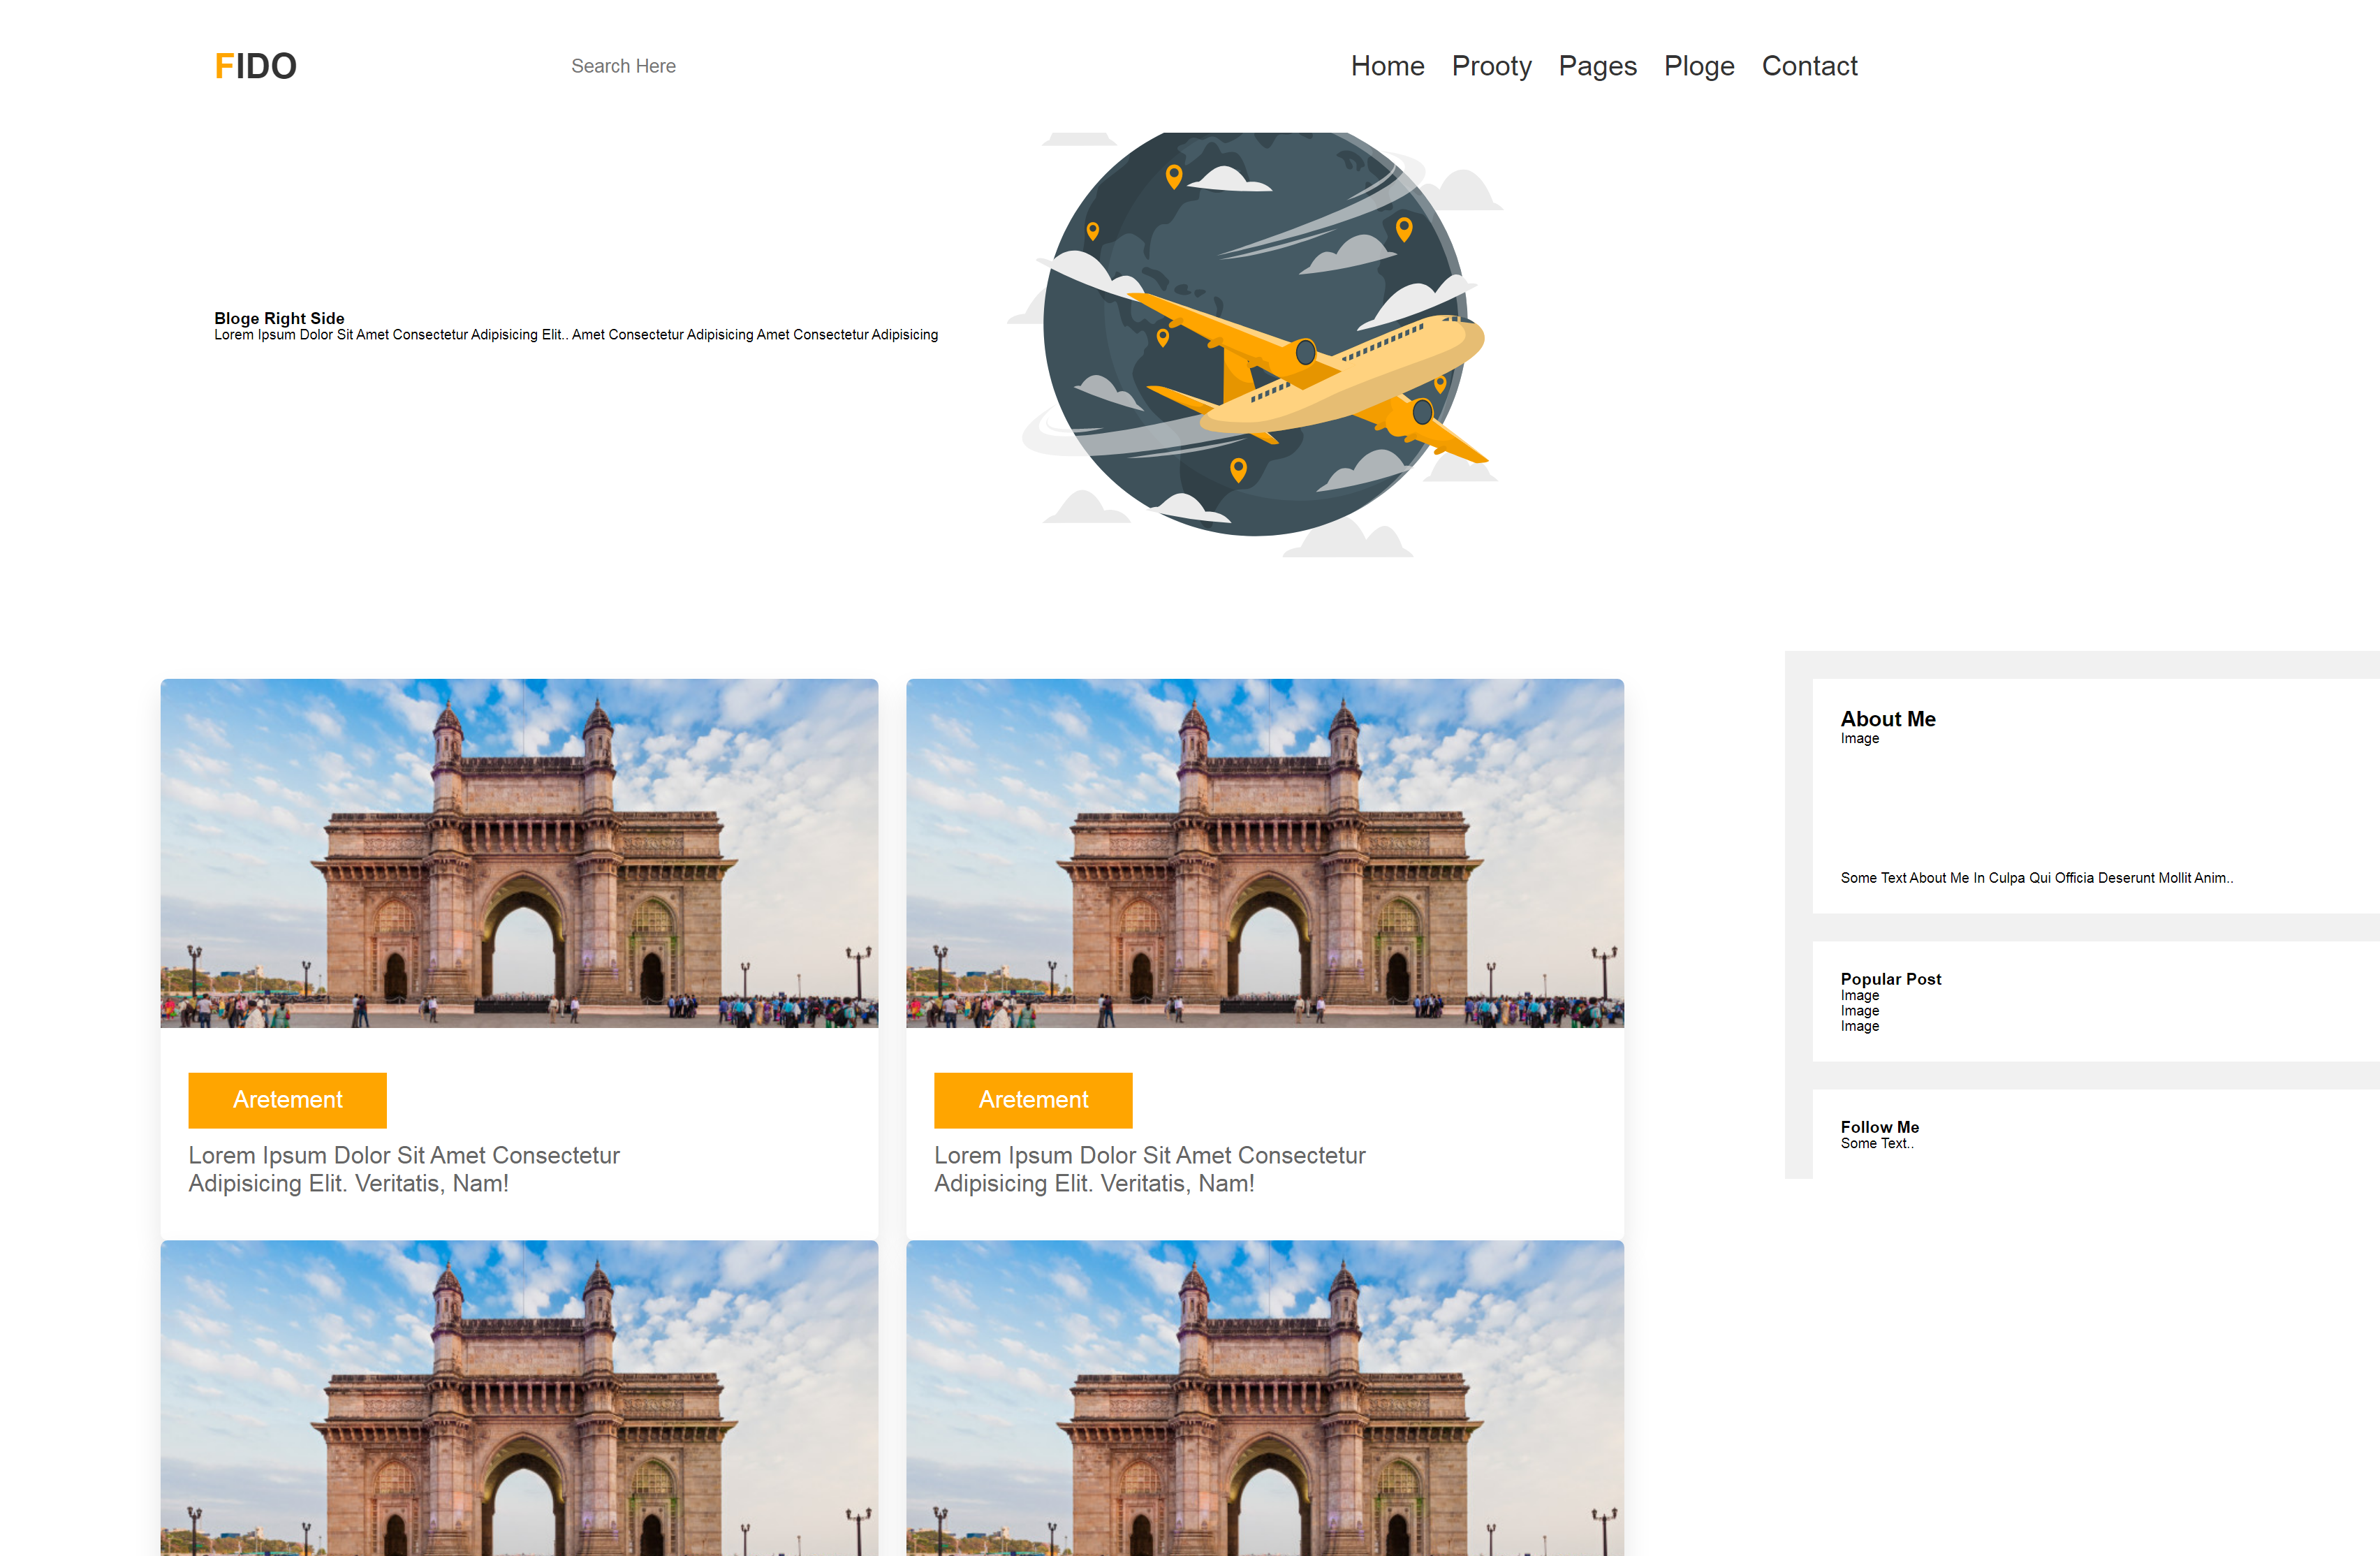 FIDO
Search Here
Home Prooty Pages Ploge Contact
Bloge Right Side
Lorem Ipsum Dolor Sit Amet Consectetur Adipisicing Elit.. Amet Consectetur Adipisicing Amet Consectetur Adipisicing
Aretement
Lorem Ipsum Dolor Sit Amet Consectetur
Adipisicing Elit. Veritatis, Nam!
Aretement
Lorem Ipsum Dolor Sit Amet Consectetur
Adipisicing Elit. Veritatis, Nam!
About Me
Image
Some Text About Me In Culpa Qui Officia Deserunt Mollit Anim..
Popular Post
Image
Image
Image
Follow Me
Some Text..